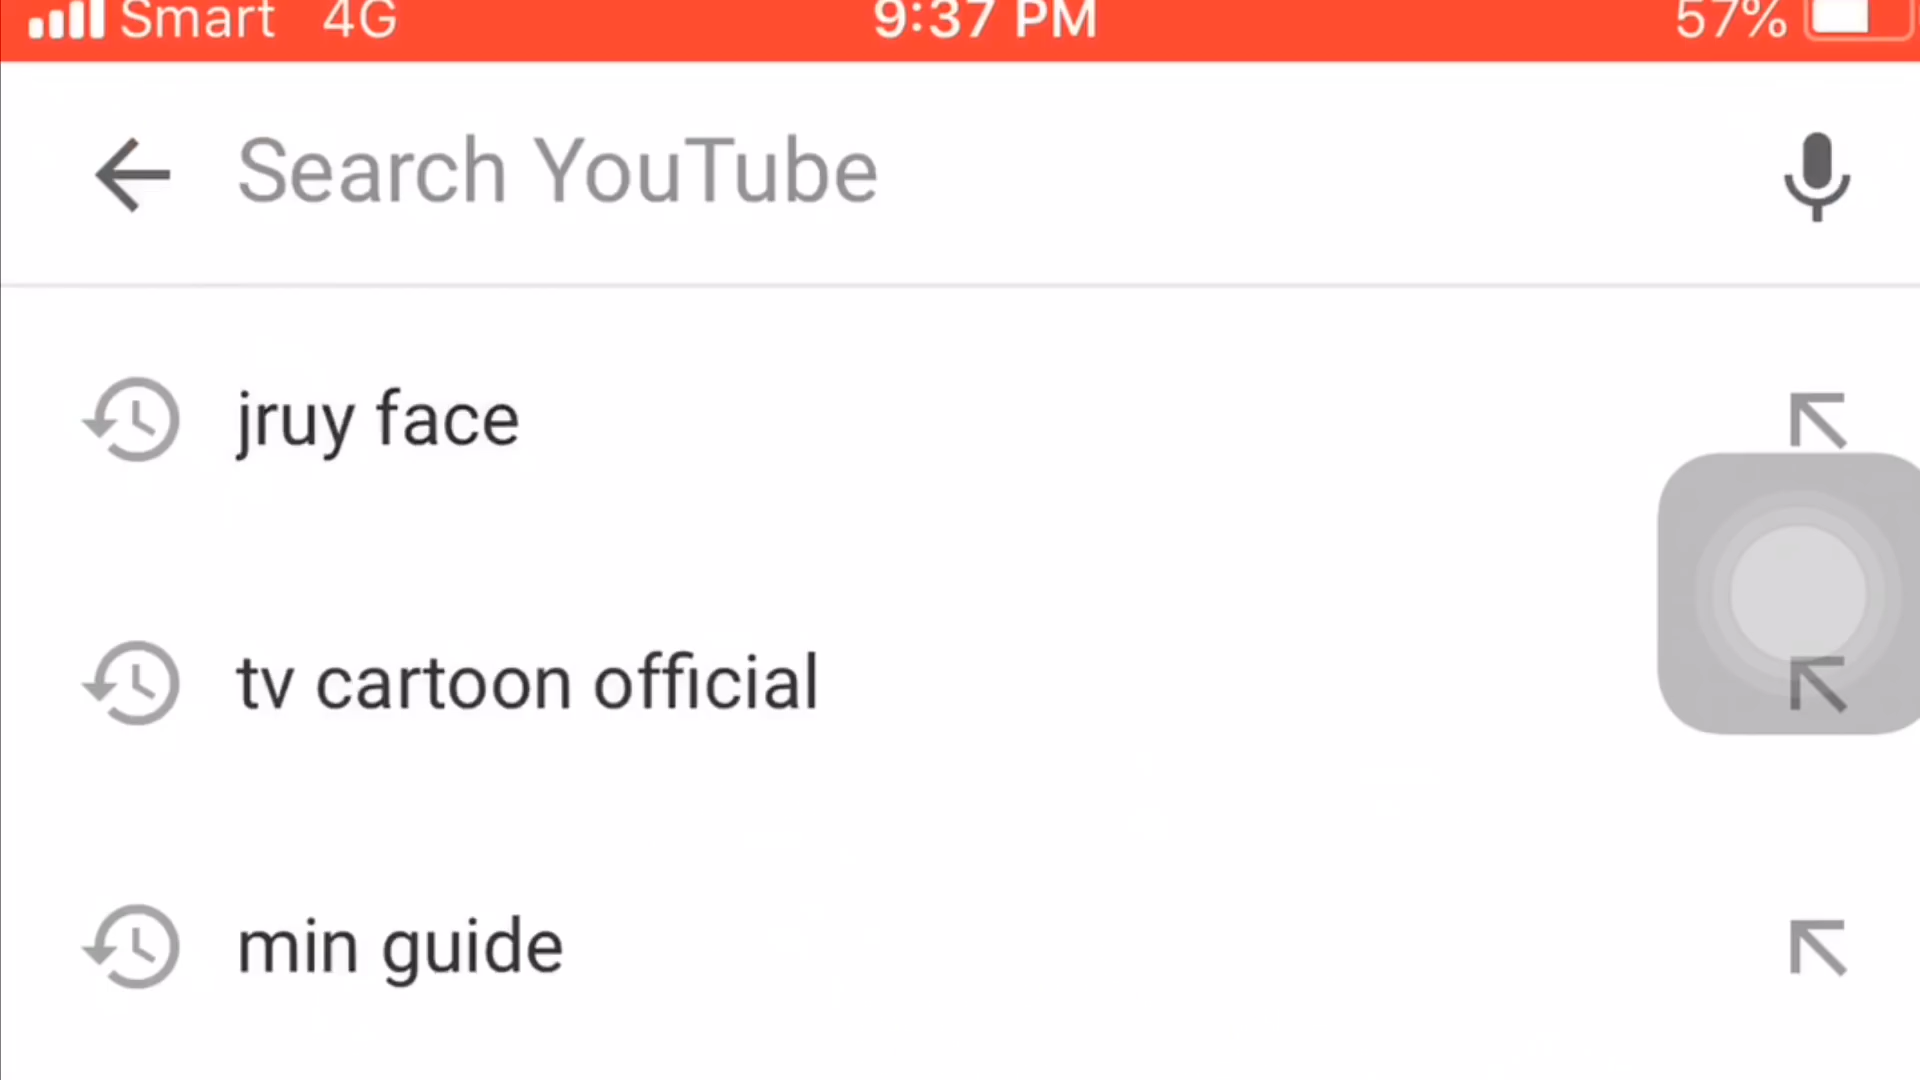 Smart 4G 9:37 PM 57%
Search YouTube
jruy face
tv cartoon official
min guide